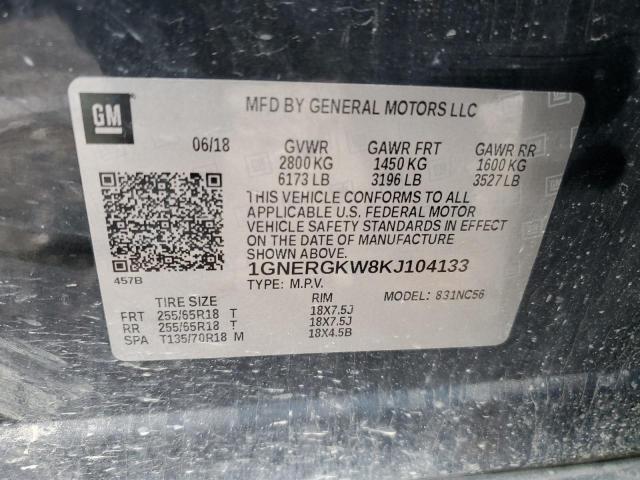 GM
MFD BY GENERAL MOTORS LLC
06/18 GVWR GAWR FRT GAWR RR
2800 KG 1450 KG 1600 KG
6173 LB 3196 LB 3527 LB
THIS VEHICLE CONFORMS TO ALL
APPLICABLE U.S. FEDERAL MOTOR
VEHICLE SAFETY STANDARDS IN EFFECT
ON THE DATE OF MANUFACTURE
SHOWN ABOVE.
457B
1GNERGKW8KJ104133
TYPE: M.P.V. MODEL: 831NC56
TIRE SIZE RIM
FRT 255/65R18 T 18X7.5J
RR 255/65R18 T 18X7.5J
SPA T135/70R18 M 18X4.5B